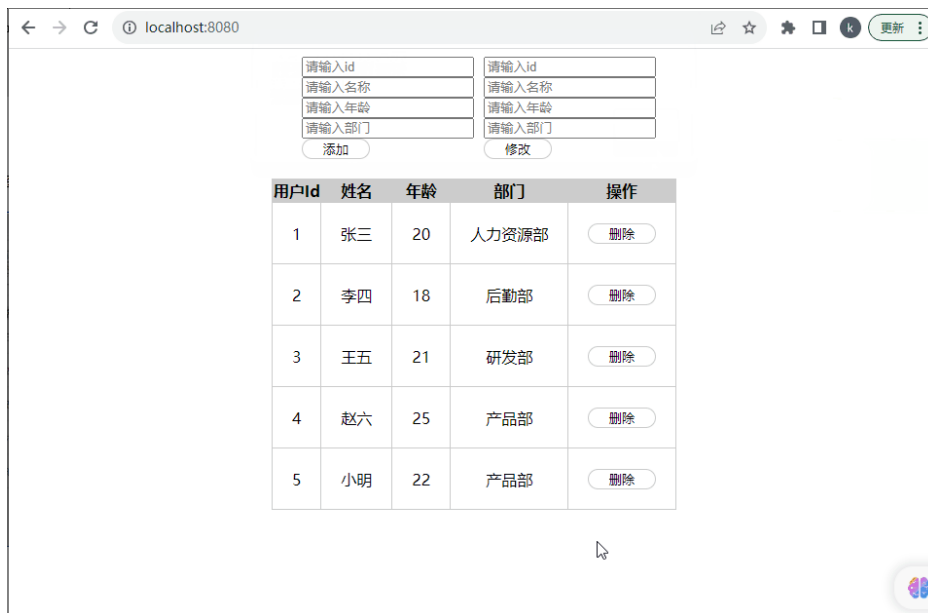 localhost:8080
k
更新
请输入id 请输入id
请输入名称 请输入名称
请输入年龄 请输入年龄
请输入部门 请输入部门
添加 修改
用户Id 姓名 年龄 部门 操作
1 张三 20 人力资源部 删除
2 李四 18 后勤部 删除
3 王五 21 研发部 删除
4 赵六 25 产品部 删除
5 小明 22 产品部 删除